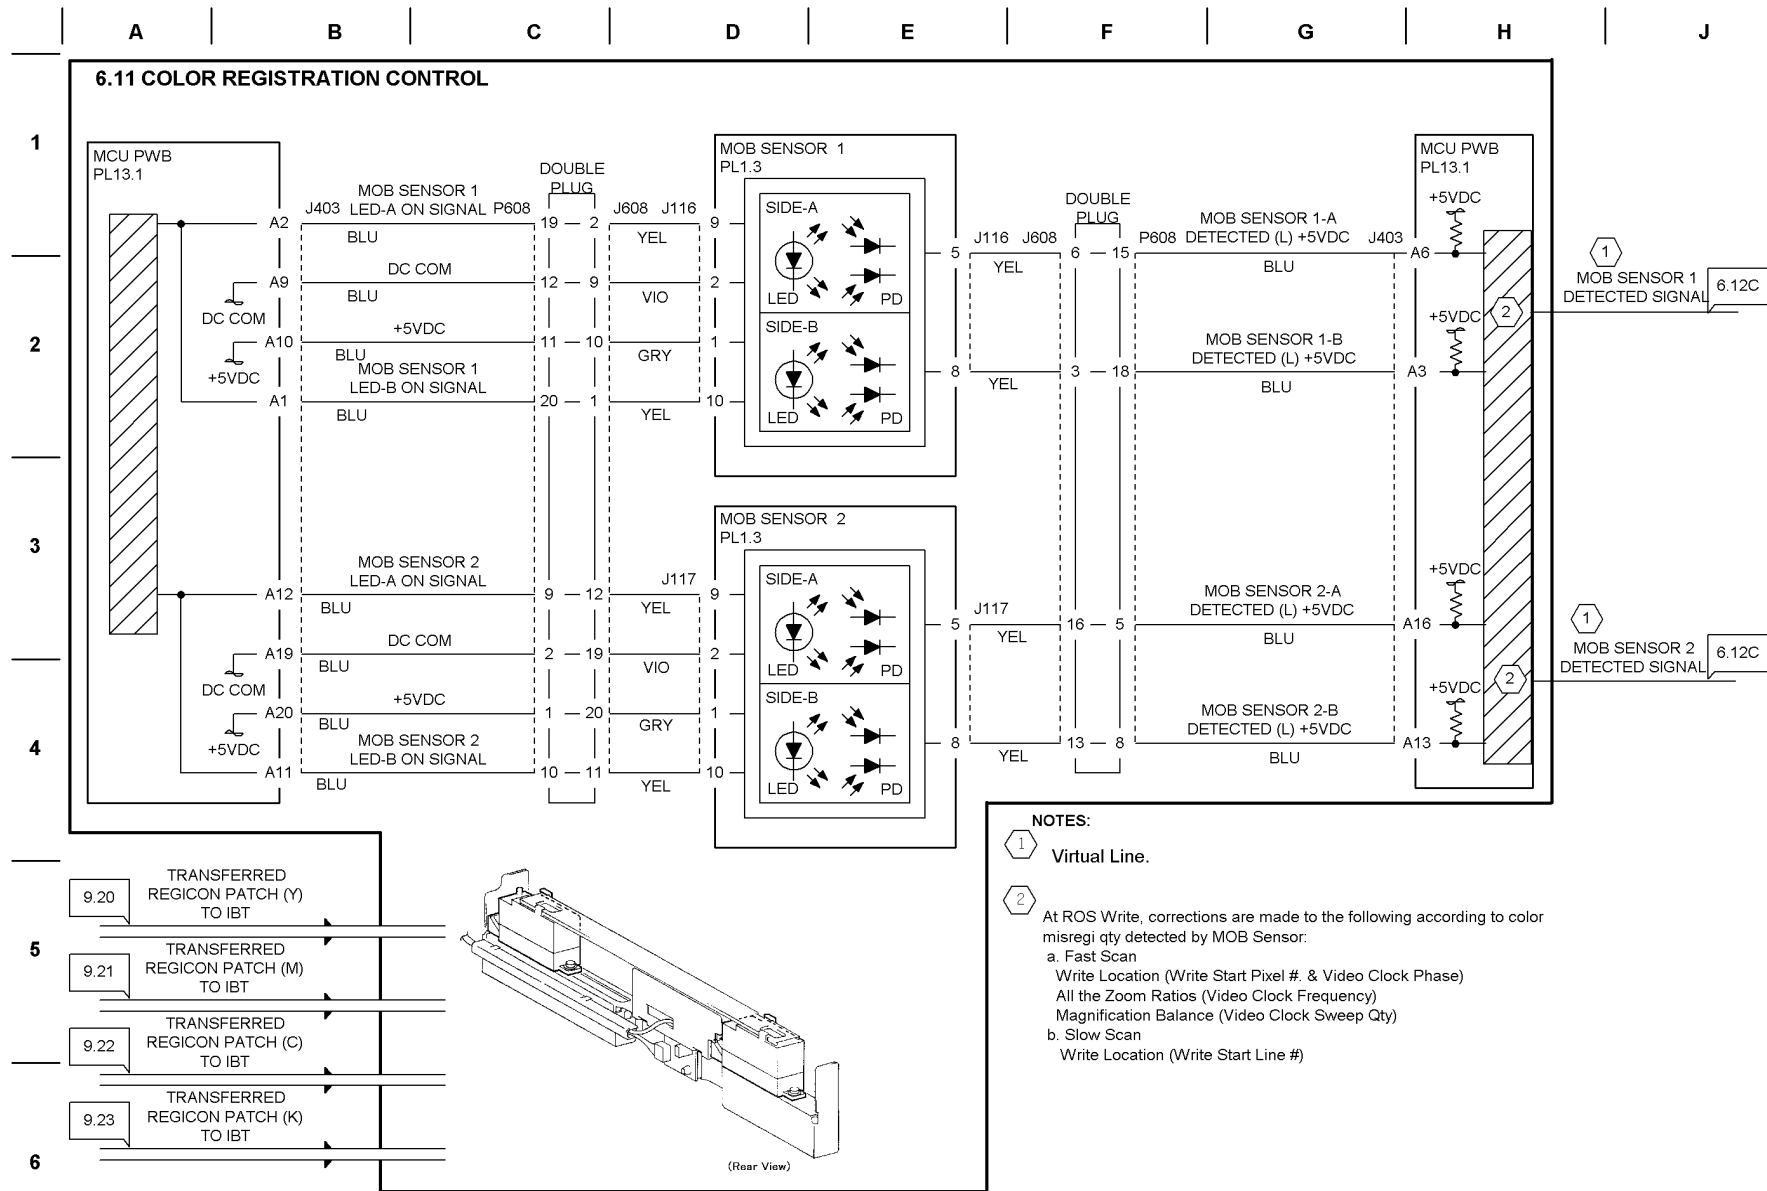 A B C D E F G H J
6.11 COLOR REGISTRATION CONTROL
1
MCU PWB
PL13.1
MOB SENSOR 1
LED-A ON SIGNAL
J403
P608
DOUBLE
PLUG
J608 J116
A2
BLU
19 2
YEL
9
A9
DC COM
BLU
12 9
VIO
2
DC COM
A10
+5VDC
BLU
11 10
GRY
1
+5VDC
MOB SENSOR 1
LED-B ON SIGNAL
A1
BLU
20 1
YEL
10
MOB SENSOR 1
PL1.3
SIDE-A
LED PD
SIDE-B
LED PD
J116 J608
DOUBLE
PLUG
P608
MOB SENSOR 1-A
DETECTED (L) +5VDC
J403
5
YEL
6 15
BLU
A6
8
YEL
3 18
MOB SENSOR 1-B
DETECTED (L) +5VDC
BLU
A3
MCU PWB
PL13.1
+5VDC
+5VDC
2
1
MOB SENSOR 1
DETECTED SIGNAL
6.12C
2
3
MOB SENSOR 2
LED-A ON SIGNAL
A12
BLU
9 12
YEL
J117
9
A19
DC COM
BLU
2 19
VIO
2
DC COM
A20
+5VDC
BLU
1 20
GRY
1
+5VDC
MOB SENSOR 2
LED-B ON SIGNAL
A11
BLU
10 11
YEL
10
MOB SENSOR 2
PL1.3
SIDE-A
LED PD
SIDE-B
LED PD
J117
5
YEL
16 5
MOB SENSOR 2-A
DETECTED (L) +5VDC
BLU
A16
8
YEL
13 8
MOB SENSOR 2-B
DETECTED (L) +5VDC
BLU
A13
+5VDC
+5VDC
2
1
MOB SENSOR 2
DETECTED SIGNAL
6.12C
4
NOTES:
1
Virtual Line.
2
At ROS Write, corrections are made to the following according to color
misregi qty detected by MOB Sensor:
a. Fast Scan
Write Location (Write Start Pixel #. & Video Clock Phase)
All the Zoom Ratios (Video Clock Frequency)
Magnification Balance (Video Clock Sweep Qty)
b. Slow Scan
Write Location (Write Start Line #)
5
9.20
TRANSFERRED
REGICON PATCH (Y)
TO IBT
9.21
TRANSFERRED
REGICON PATCH (M)
TO IBT
9.22
TRANSFERRED
REGICON PATCH (C)
TO IBT
9.23
TRANSFERRED
REGICON PATCH (K)
TO IBT
6
(Rear View)